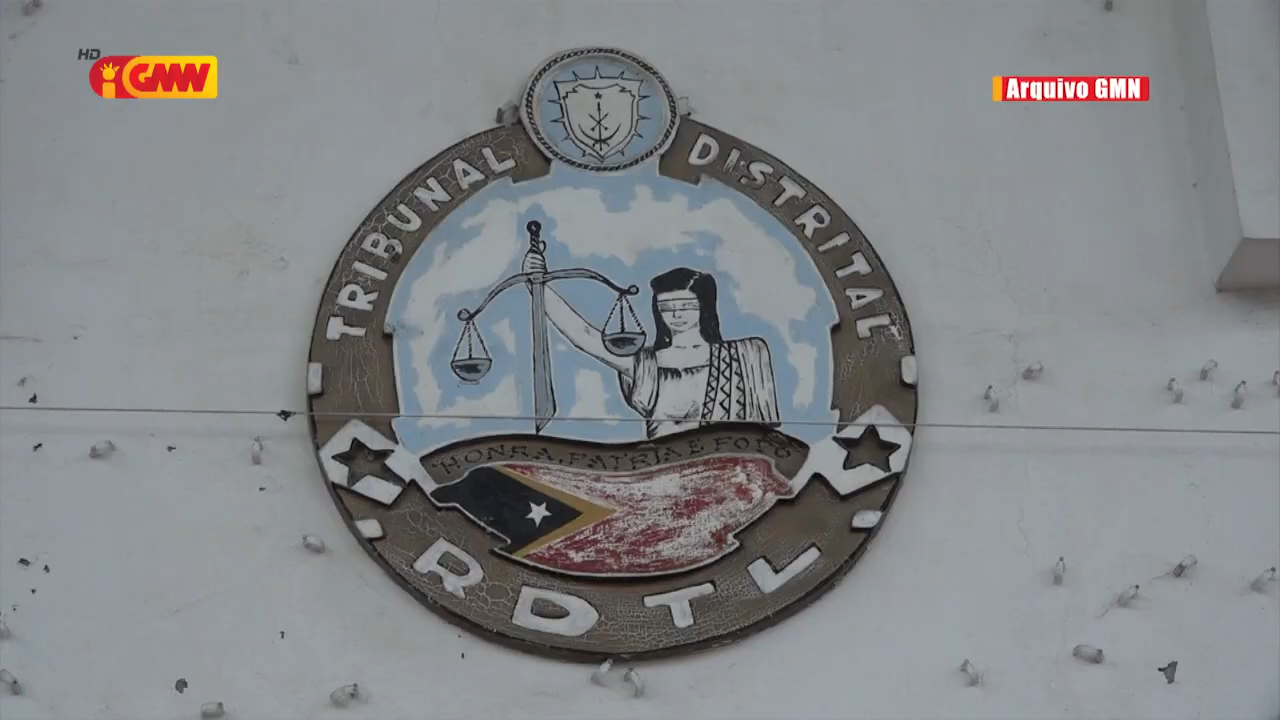 HD
GMN
Arquivo GMN
TRIBUNAL DISTRITAL
HONRA, PATRIA E POVO
RDTL